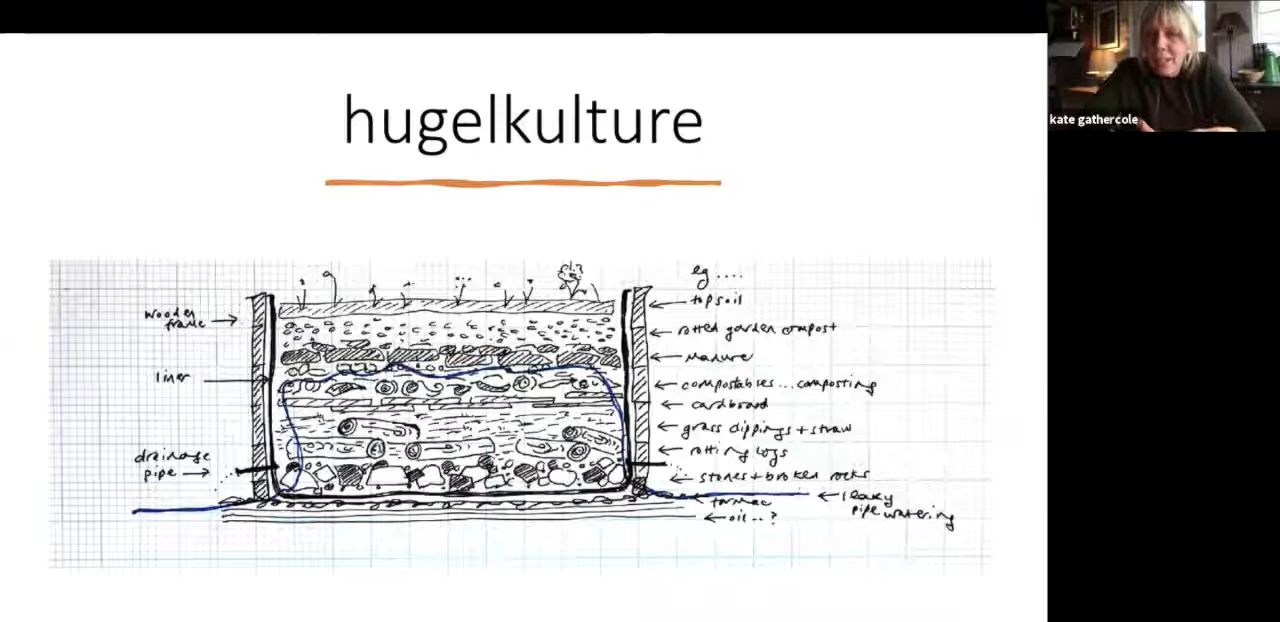 kate gathercole
hugelkulture
eg ....
wooden
frame
liner
drainage
pipe
topsoil
rotted garden compost
manure
compostables...composting
cardboard
grass clippings + straw
rotting logs
stones + broken rocks
tarmac
oil..?
leaky
pipe watering